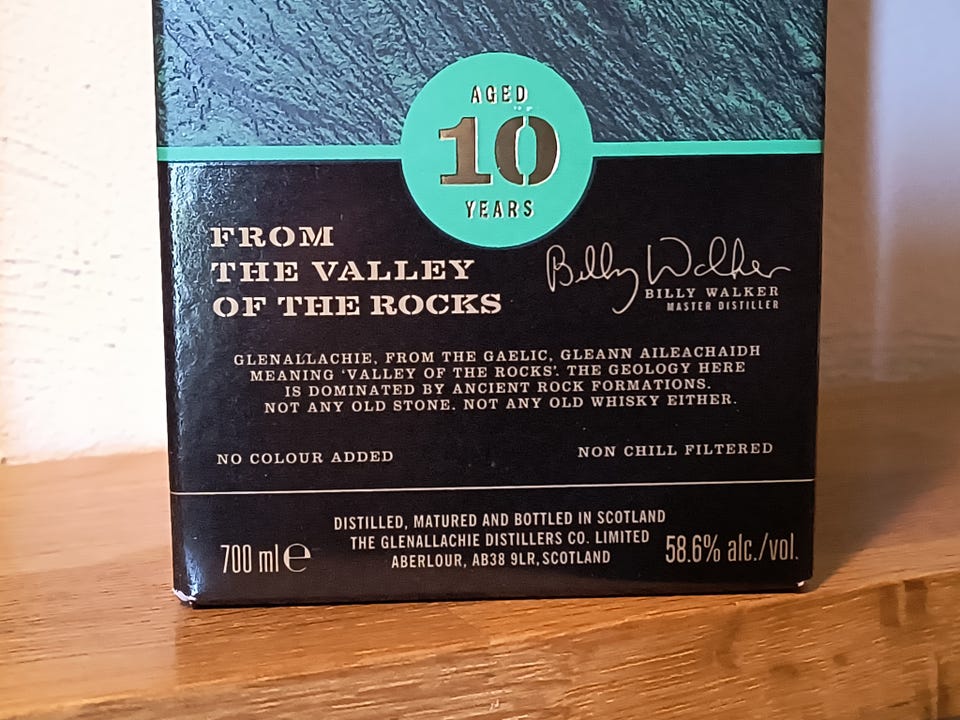 AGED
10
YEARS
FROM
THE VALLEY
OF THE ROCKS
Billy Walker
BILLY WALKER
MASTER DISTILLER
GLENALLACHIE, FROM THE GAELIC, GLEANN AILEACHAIDH
MEANING ‘VALLEY OF THE ROCKS’. THE GEOLOGY HERE
IS DOMINATED BY ANCIENT ROCK FORMATIONS.
NOT ANY OLD STONE. NOT ANY OLD WHISKY EITHER.
NO COLOUR ADDED
NON CHILL FILTERED
DISTILLED, MATURED AND BOTTLED IN SCOTLAND
THE GLENALLACHIE DISTILLERS CO. LIMITED
ABERLOUR, AB38 9LR, SCOTLAND
700 ml e
58.6% alc./vol.